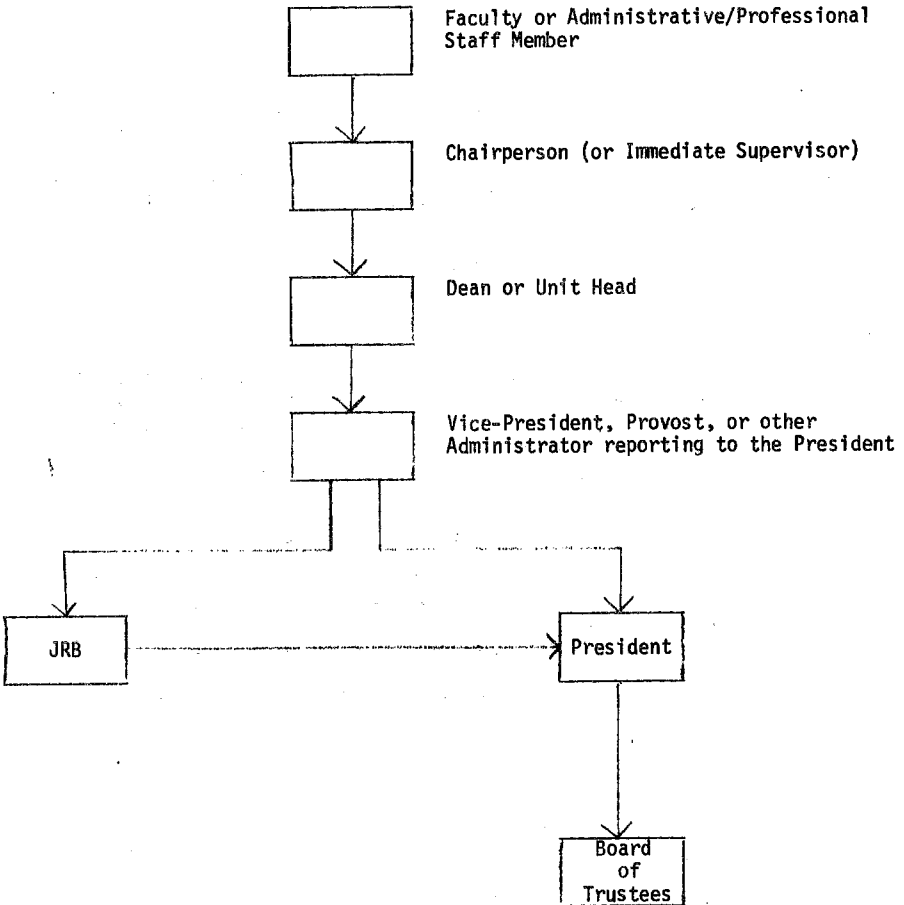 Faculty or Administrative/Professional
Staff Member
Chairperson (or Immediate Supervisor)
Dean or Unit Head
Vice-President, Provost, or other
Administrator reporting to the President
JRB
President
Board
of
Trustees